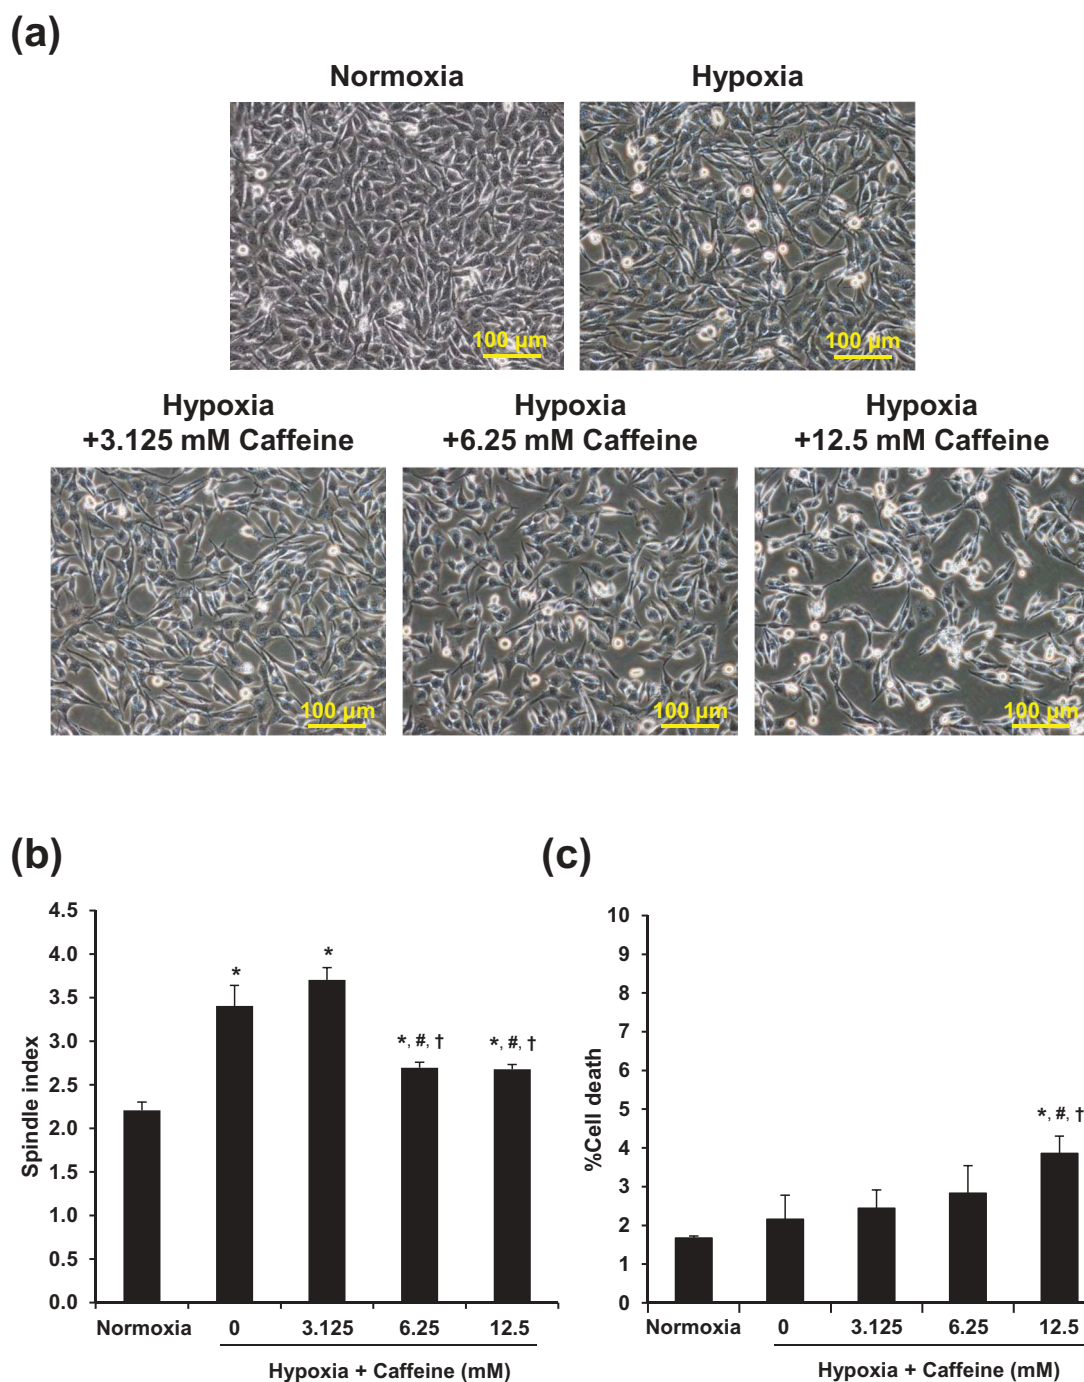 (a)
Normoxia
Hypoxia
100 µm
100 µm
Hypoxia
+3.125 mM Caffeine
Hypoxia
+6.25 mM Caffeine
Hypoxia
+12.5 mM Caffeine
100 µm
100 µm
100 µm
(b)
4.5
4.0
3.5
3.0
2.5
2.0
1.5
1.0
0.5
0.0
Spindle index
*
*
*, #, †
*, #, †
Normoxia
0
3.125
6.25
12.5
Hypoxia + Caffeine (mM)
(c)
10
9
8
7
6
5
4
3
2
1
0
%Cell death
*, #, †
Normoxia
0
3.125
6.25
12.5
Hypoxia + Caffeine (mM)